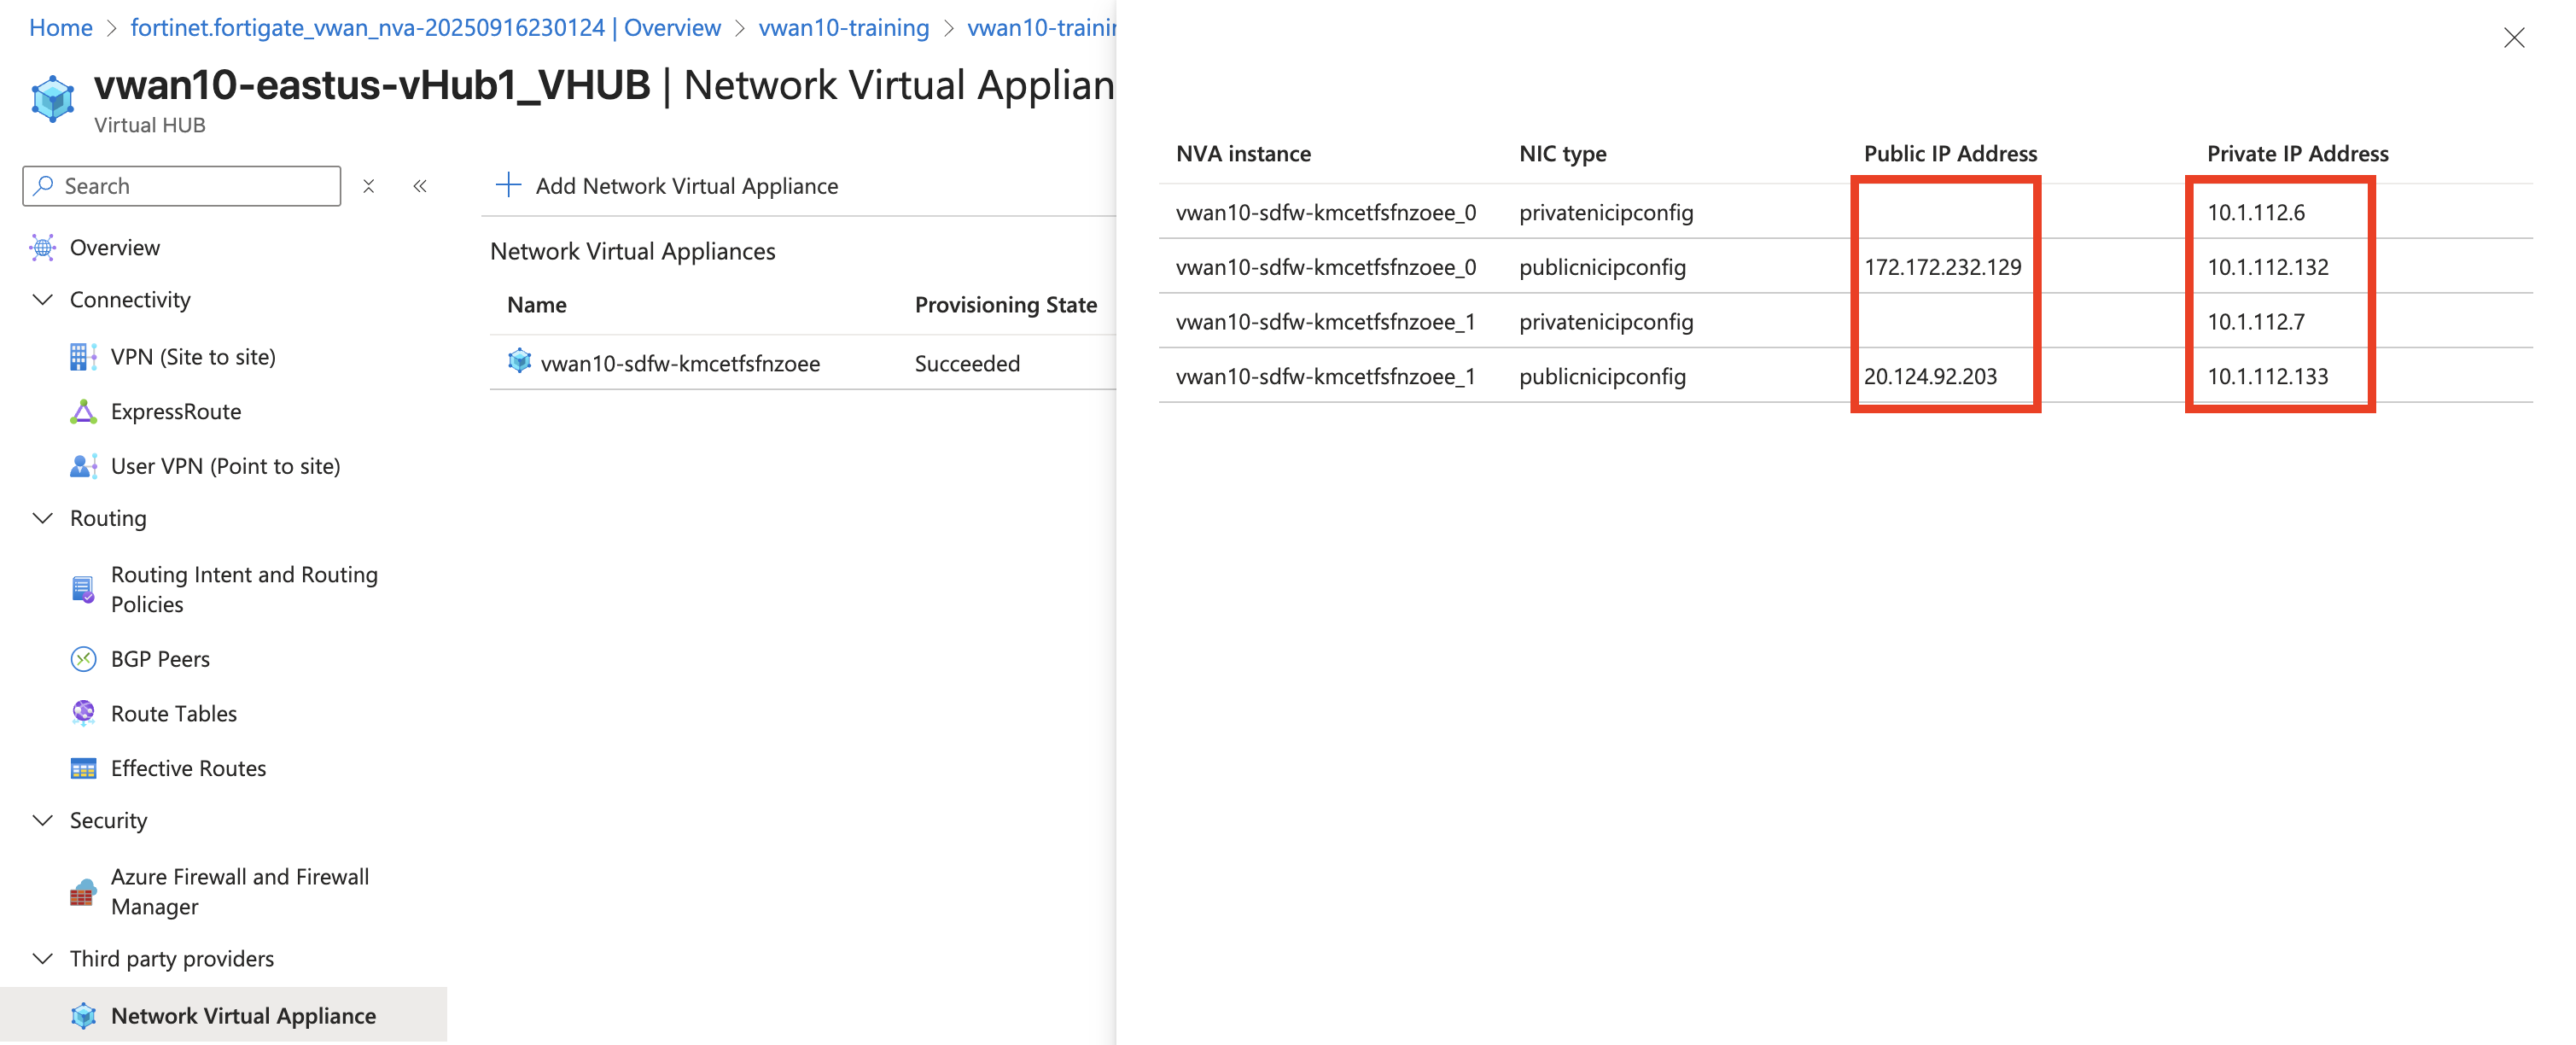 Home > fortinet.fortigate_vwan_nva-20250916230124 | Overview > vwan10-training > vwan10-trainin
vwan10-eastus-vHub1_VHUB | Network Virtual Applian
Virtual HUB
Search
Overview
Connectivity
VPN (Site to site)
ExpressRoute
User VPN (Point to site)
Routing
Routing Intent and Routing
Policies
BGP Peers
Route Tables
Effective Routes
Security
Azure Firewall and Firewall
Manager
Third party providers
Network Virtual Appliance
Add Network Virtual Appliance
Network Virtual Appliances
Name Provisioning State
vwan10-sdfw-kmcetfsfnzoee Succeeded
NVA instance NIC type Public IP Address Private IP Address
vwan10-sdfw-kmcetfsfnzoee_0 privatenicipconfig 10.1.112.6
vwan10-sdfw-kmcetfsfnzoee_0 publicnicipconfig 172.172.232.129 10.1.112.132
vwan10-sdfw-kmcetfsfnzoee_1 privatenicipconfig 10.1.112.7
vwan10-sdfw-kmcetfsfnzoee_1 publicnicipconfig 20.124.92.203 10.1.112.133